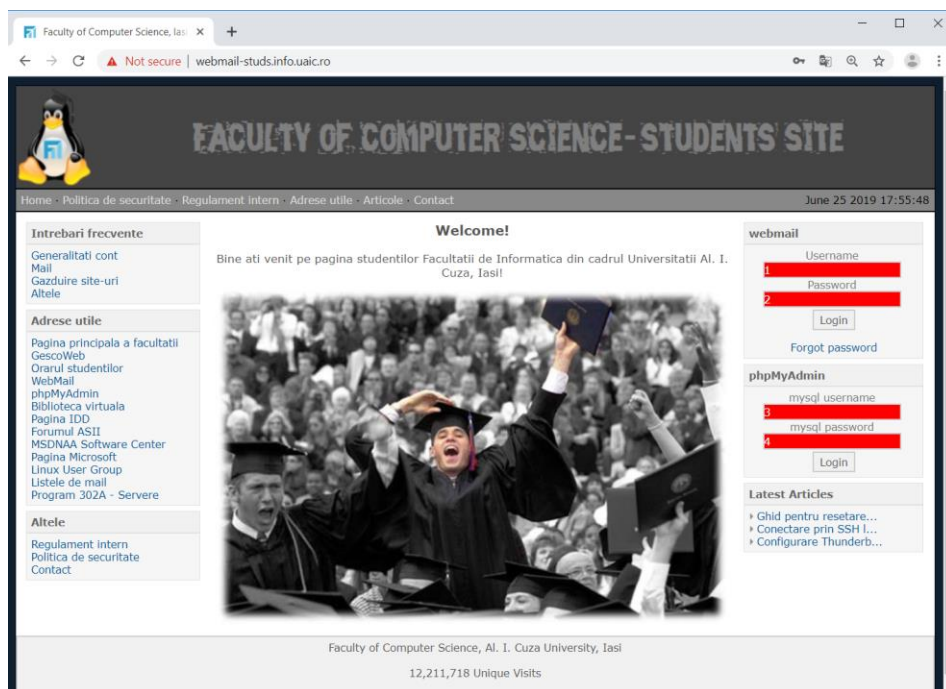 Faculty of Computer Science, Ias
Not secure | webmail-studs.info.uaic.ro
FACULTY OF COMPUTER SCIENCE-STUDENTS SITE
Home · Politica de securitate · Regulament intern · Adrese utile · Articole · Contact
June 25 2019 17:55:48
Intrebari frecvente
Generalitati cont
Mail
Gazduire site-uri
Altele
Adrese utile
Pagina principala a facultatii
GescoWeb
Orarul studentilor
WebMail
phpMyAdmin
Biblioteca virtuala
Pagina IDD
Forumul ASII
MSDNAA Software Center
Pagina Microsoft
Linux User Group
Listele de mail
Program 302A - Servere
Altele
Regulament intern
Politica de securitate
Contact
Welcome!
Bine ati venit pe pagina studentilor Facultatii de Informatica din cadrul Universitatii Al. I.
Cuza, Iasi!
webmail
Username
1
Password
2
Login
Forgot password
phpMyAdmin
mysql username
3
mysql password
4
Login
Latest Articles
Ghid pentru resetare...
Conectare prin SSH l...
Configurare Thunderb...
Faculty of Computer Science, Al. I. Cuza University, Iasi
12,211,718 Unique Visits